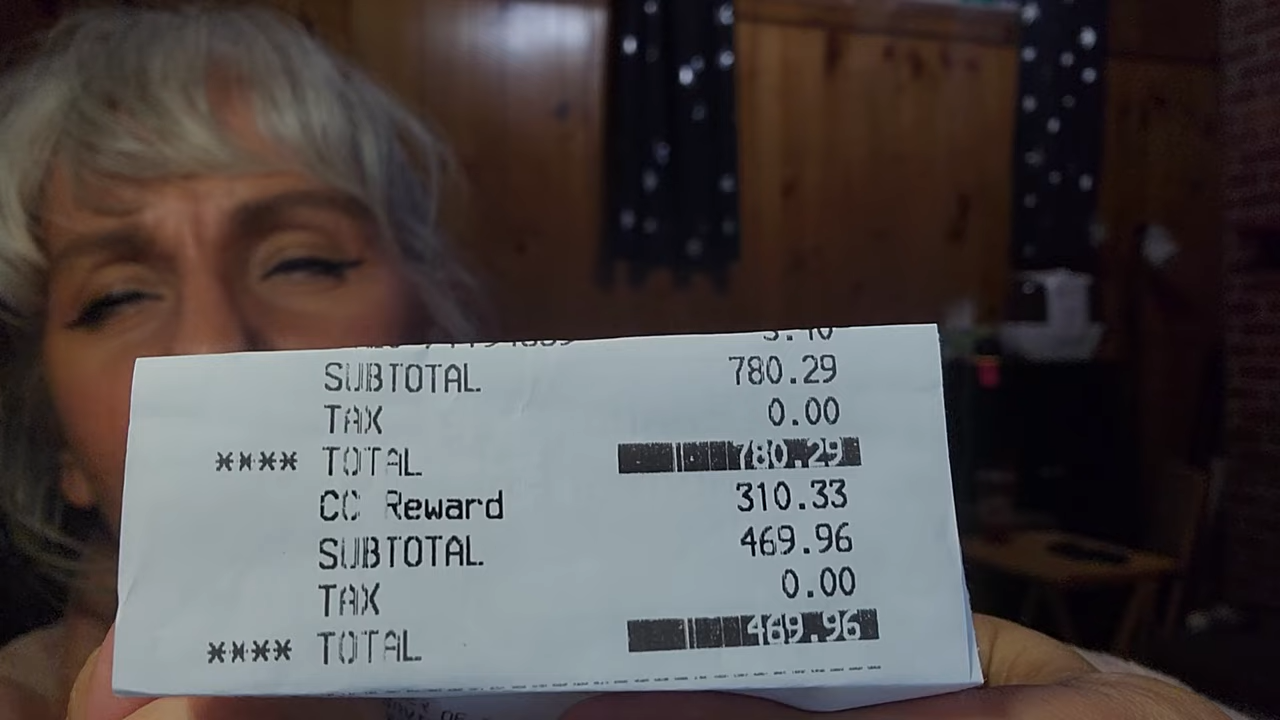 SUBTOTAL 780.29
TAX 0.00
**** TOTAL 780.29
CC Reward 310.33
SUBTOTAL 469.96
TAX 0.00
**** TOTAL 469.96